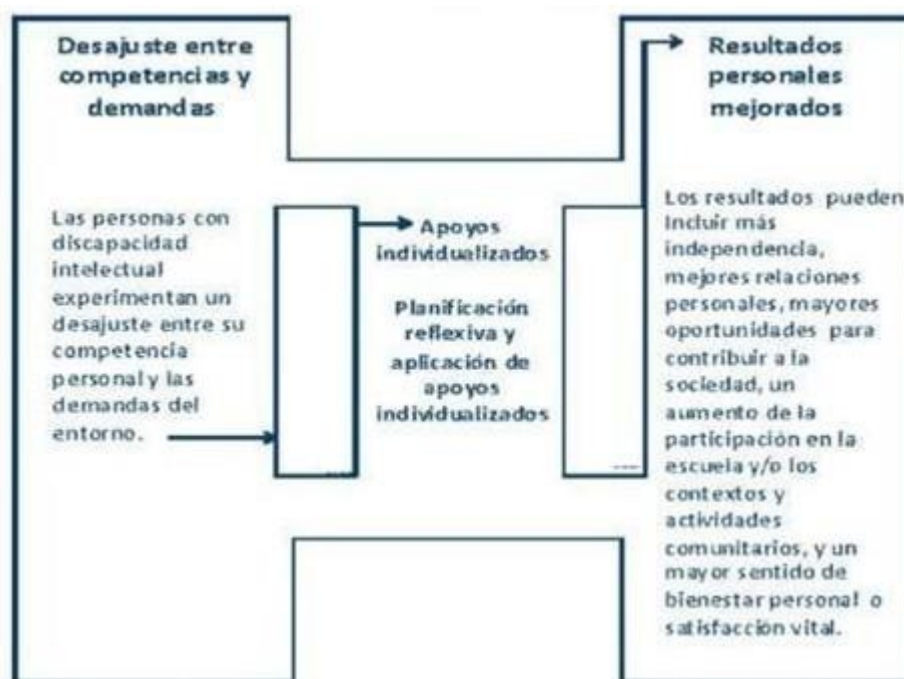 Desajuste entre
competencias y
demandas
Las personas con
discapacidad
intelectual
experimentan un
desajuste entre su
competencia
personal y las
demandas del
entorno.
Apoyos
individualizados
Planificación
reflexiva y
aplicación de
apoyos
individualizados
Resultados
personales
mejorados
Los resultados pueden
Incluir más
independencia,
mejores relaciones
personales, mayores
oportunidades para
contribuir a la
sociedad, un
aumento de la
participación en la
escuela y/o los
contextos y
actividades
comunitarios, y un
mayor sentido de
bienestar personal o
satisfacción vital.